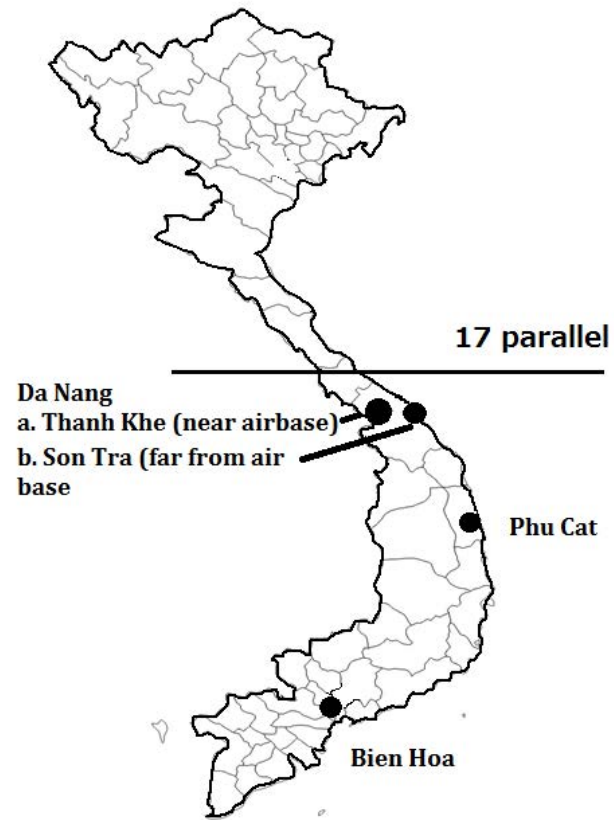 17 parallel
Da Nang
a. Thanh Khe (near airbase)
b. Son Tra (far from air
base
Phu Cat
Bien Hoa